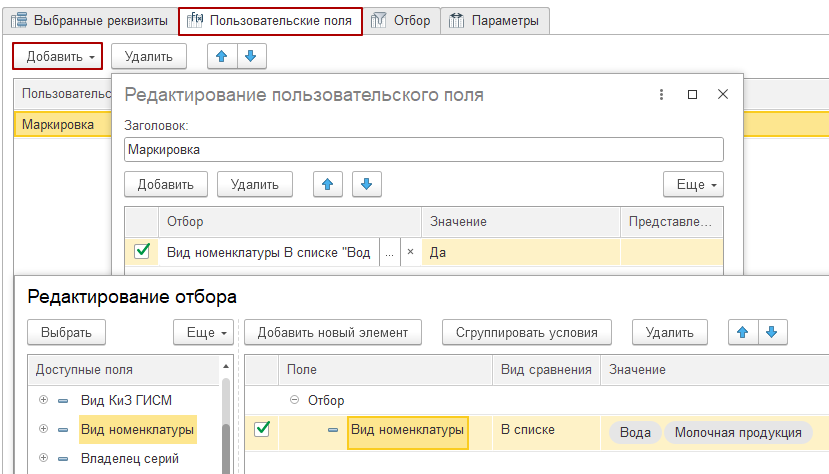 Выбранные реквизиты Пользовательские поля Отбор Параметры
Добавить Удалить
Пользовательс
Маркировка
Редактирование пользовательского поля
Заголовок:
Маркировка
Добавить Удалить Еще
Отбор Значение Представле...
Вид номенклатуры В списке "Вод ... × Да
Редактирование отбора
Выбрать Еще Добавить новый элемент Сгруппировать условия Удалить
Доступные поля Поле Вид сравнения Значение
Вид КиЗ ГИСМ Отбор
Вид номенклатуры Вид номенклатуры В списке Вода Молочная продукция
Владелец серий